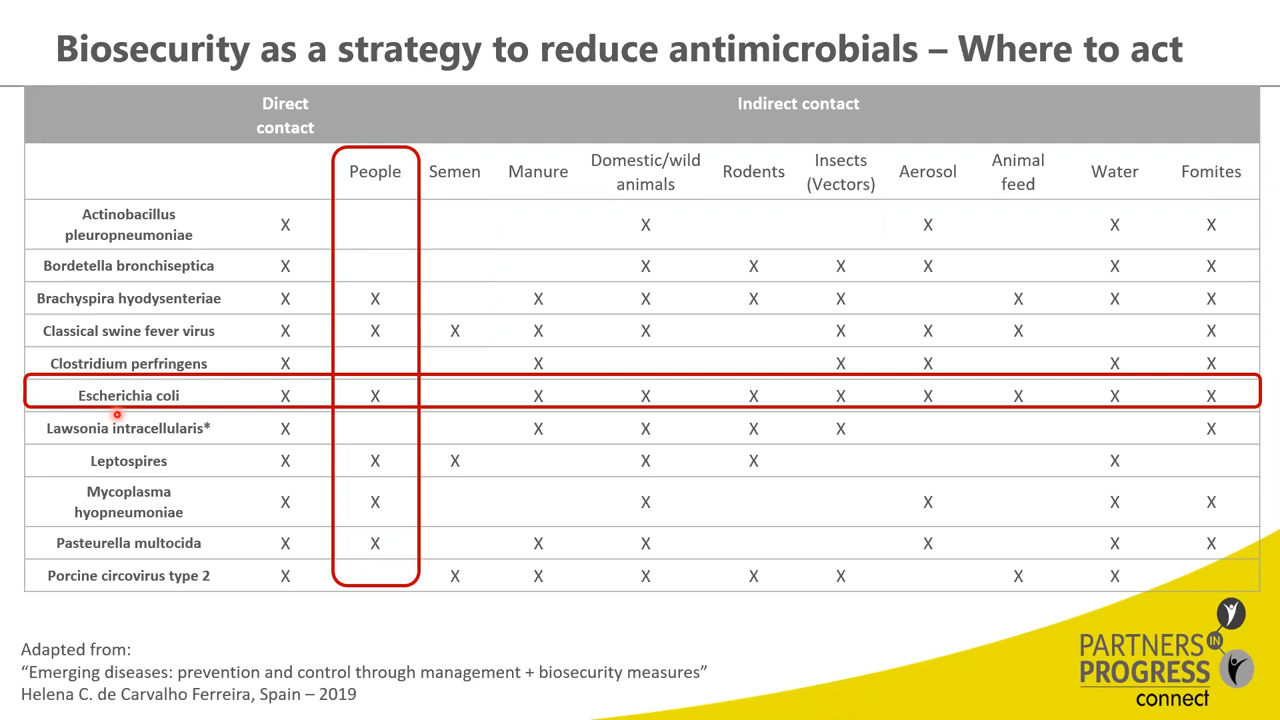 Biosecurity as a strategy to reduce antimicrobials – Where to act
Direct contact Indirect contact
People Semen Manure Domestic/wild animals Rodents Insects (Vectors) Aerosol Animal feed Water Fomites
Actinobacillus pleuropneumoniae X X X X X
Bordetella bronchiseptica X X X X X X X
Brachyspira hyodysenteriae X X X X X X X X X
Classical swine fever virus X X X X X X X X X
Clostridium perfringens X X X X X X
Escherichia coli X X X X X X X X X X
Lawsonia intracellularis* X X X X X X
Leptospires X X X X X X
Mycoplasma hyopneumoniae X X X X X X
Pasteurella multocida X X X X X X X
Porcine circovirus type 2 X X X X X X X X
Adapted from:
“Emerging diseases: prevention and control through management + biosecurity measures”
Helena C. de Carvalho Ferreira, Spain – 2019
PARTNERS IN
PROGRESS
connect